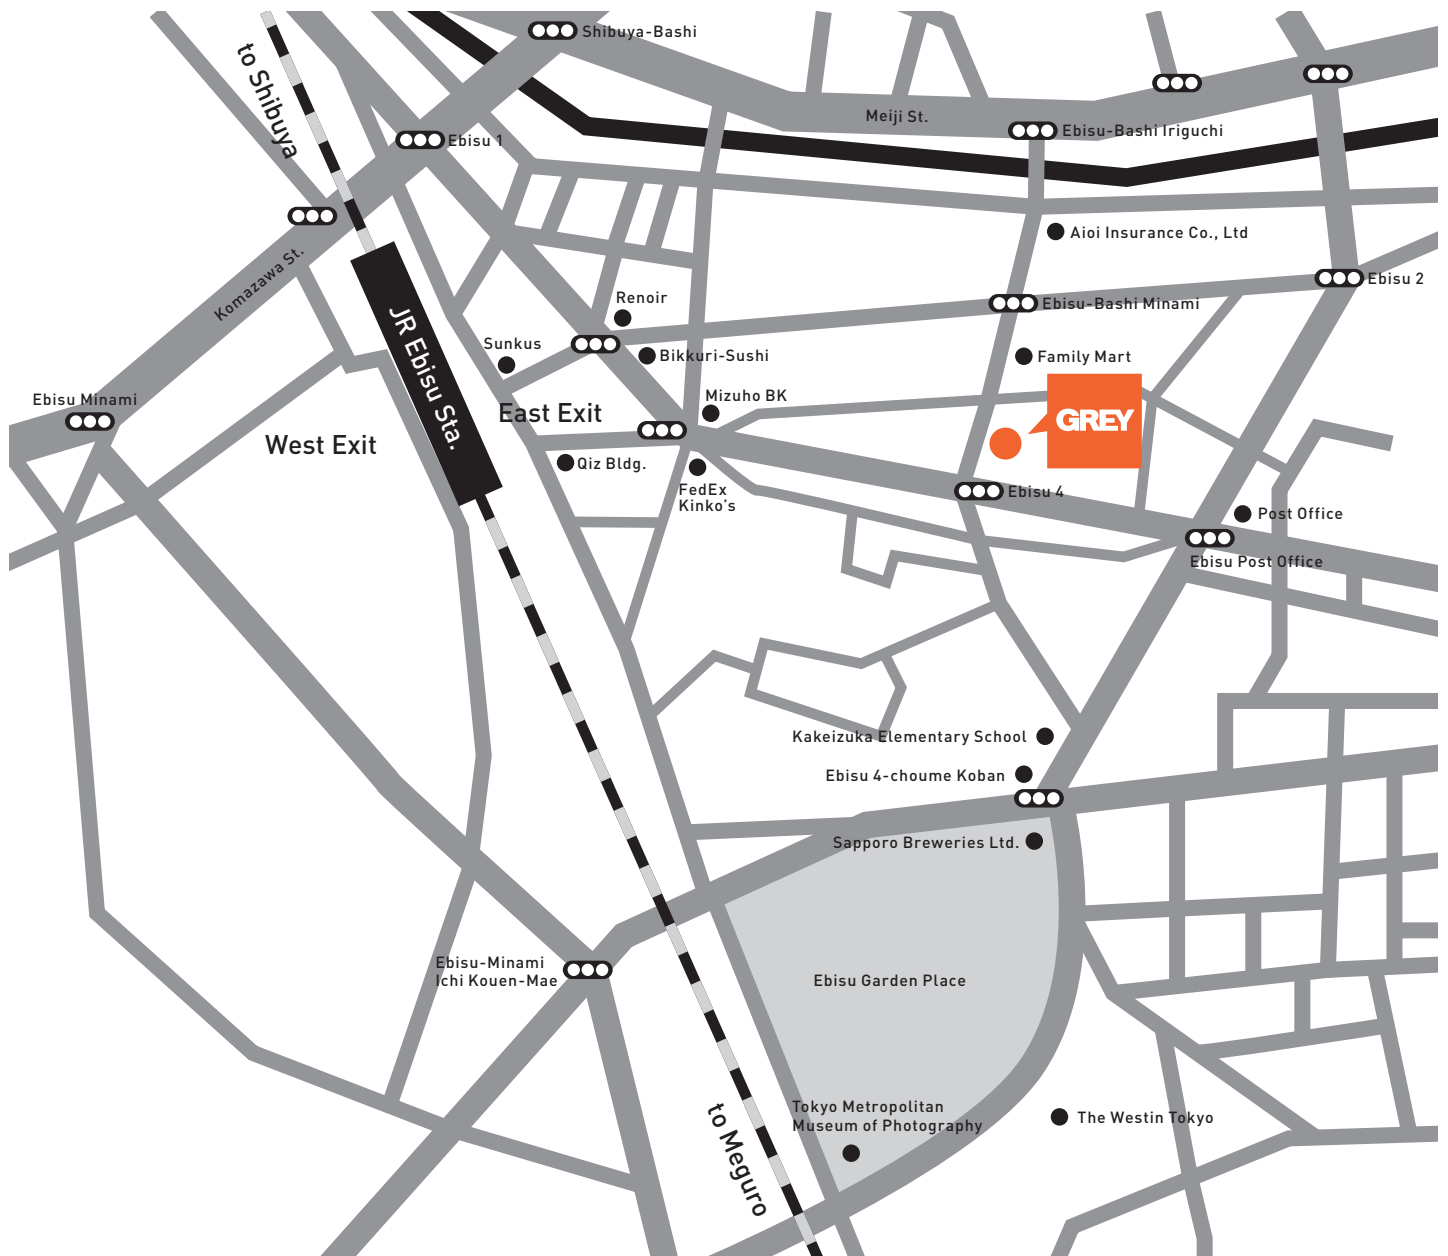 Shibuya-Bashi
to Shibuya
Meiji St.
Ebisu-Bashi Iriguchi
Ebisu 1
Aioi Insurance Co., Ltd
Komazawa St.
Ebisu 2
Renoir
Ebisu-Bashi Minami
JR Ebisu Sta.
Sunkus
Bikkuri-Sushi
Family Mart
Ebisu Minami
East Exit
Mizuho BK
GREY
West Exit
Qiz Bldg.
FedEx
Kinko's
Ebisu 4
Post Office
Ebisu Post Office
Kakeizuka Elementary School
Ebisu 4-choume Koban
Sapporo Breweries Ltd.
Ebisu-Minami
Ichi Kouen-Mae
Ebisu Garden Place
to Meguro
Tokyo Metropolitan
Museum of Photography
The Westin Tokyo